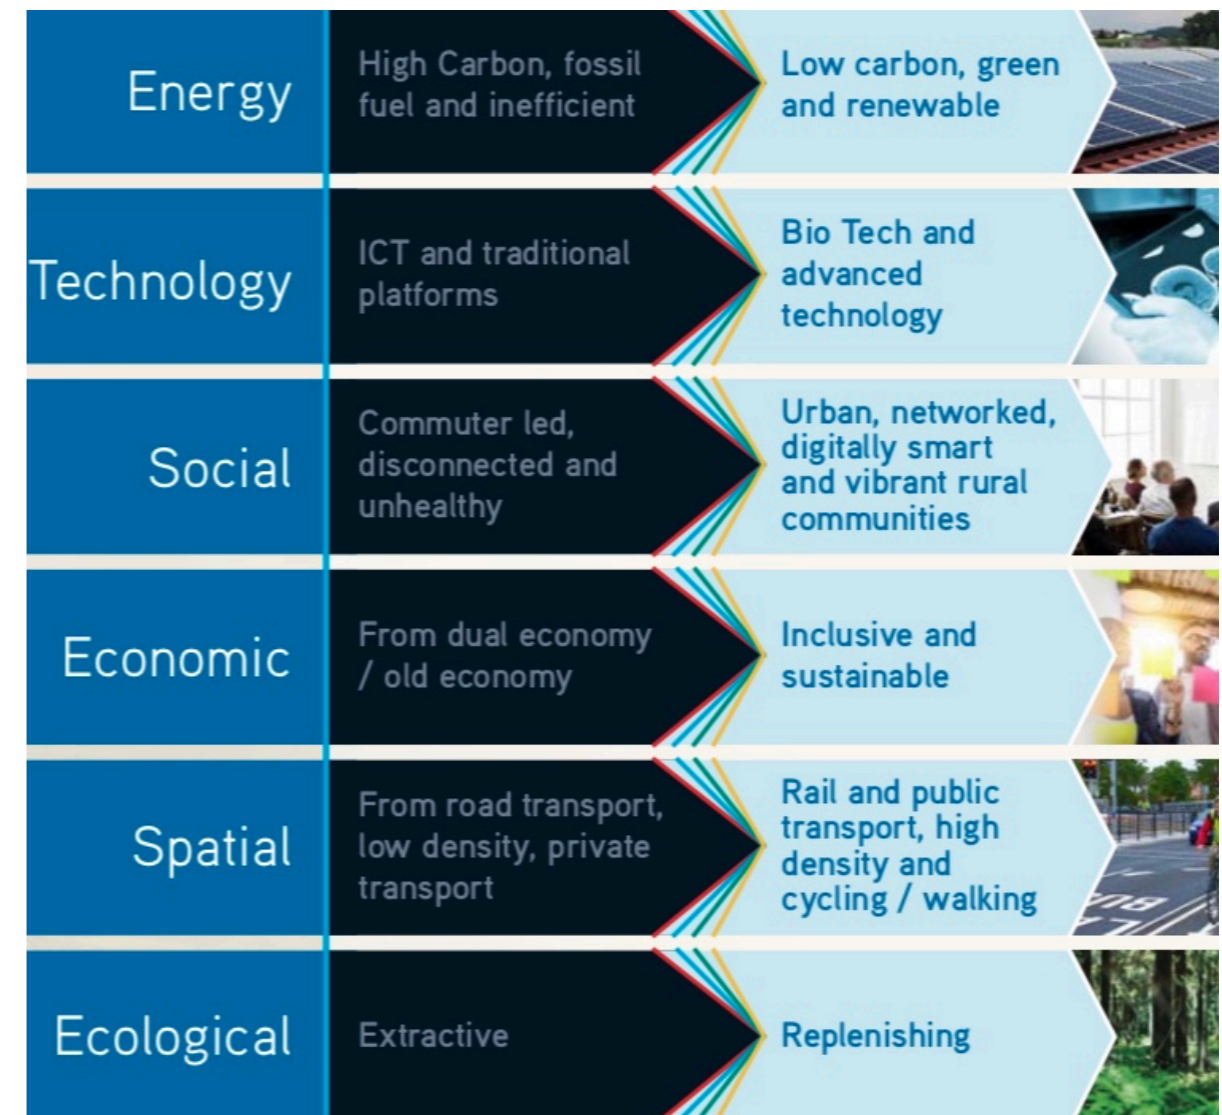 Energy
High Carbon, fossil
fuel and inefficient
Low carbon, green
and renewable
Technology
ICT and traditional
platforms
Bio Tech and
advanced
technology
Social
Commuter led,
disconnected and
unhealthy
Urban, networked,
digitally smart
and vibrant rural
communities
Economic
From dual economy
/ old economy
Inclusive and
sustainable
Spatial
From road transport,
low density, private
transport
Rail and public
transport, high
density and
cycling / walking
Ecological
Extractive
Replenishing